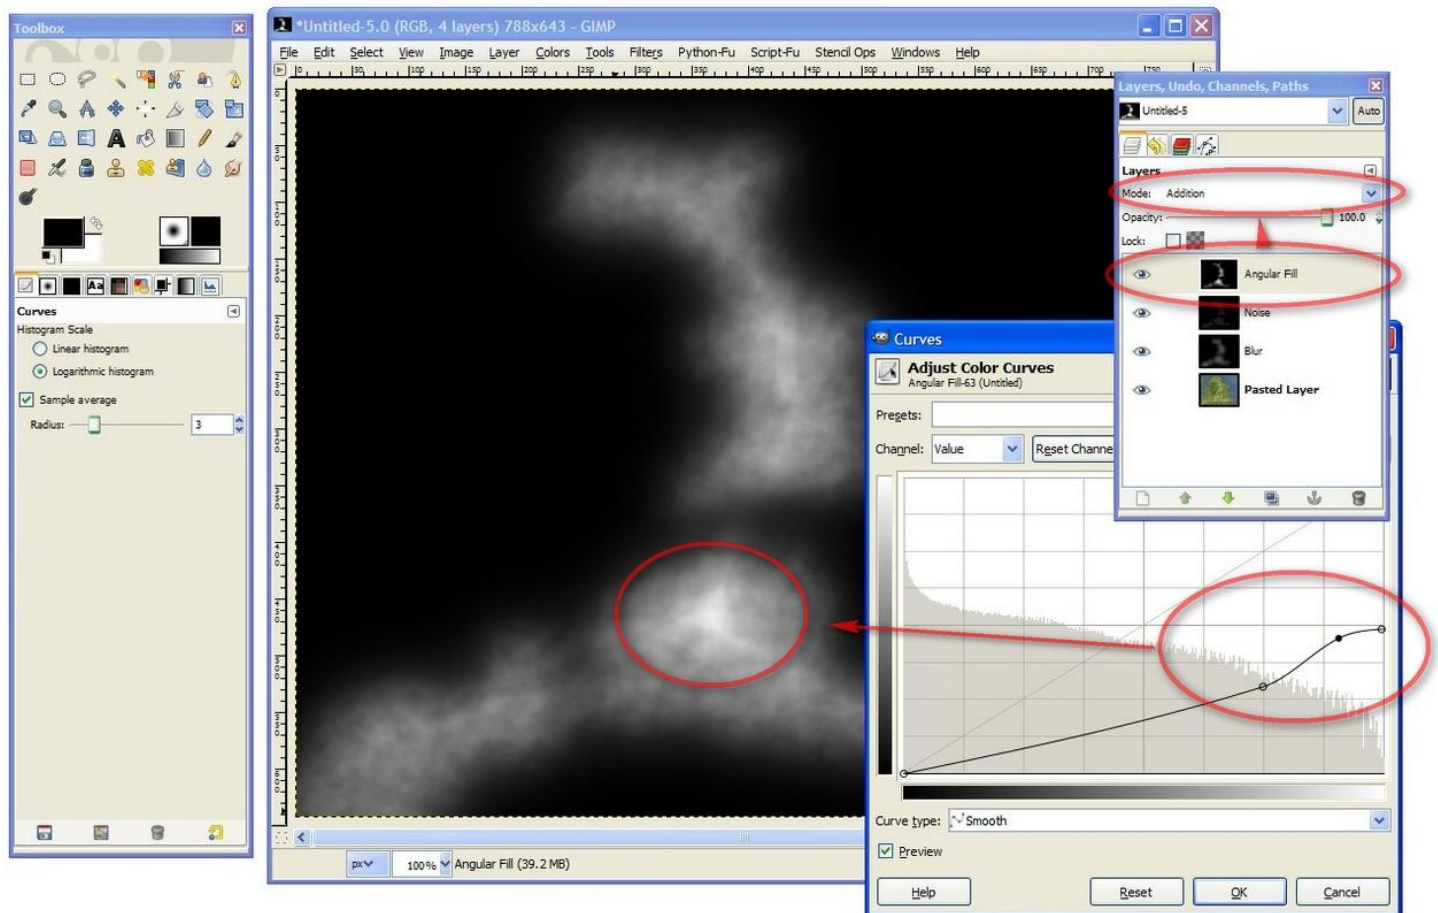 Toolbox
Curves
Histogram Scale
Linear histogram
Logarithmic histogram
Sample average
Radius: 3
*Untitled-5.0 (RGB, 4 layers) 788x643 – GIMP
File Edit Select View Image Layer Colors Tools Filters Python-Fu Script-Fu Stencil Ops Windows Help
px 100% Angular Fill (39.2 MB)
Layers, Undo, Channels, Paths
Untitled-5 Auto
Layers
Mode: Addition
Opacity: 100.0
Lock:
Angular Fill
Noise
Blur
Pasted Layer
Curves
Adjust Color Curves
Angular Fill-63 (Untitled)
Presets:
Channel: Value Reset Channe
Curve type: Smooth
Preview
Help Reset OK Cancel